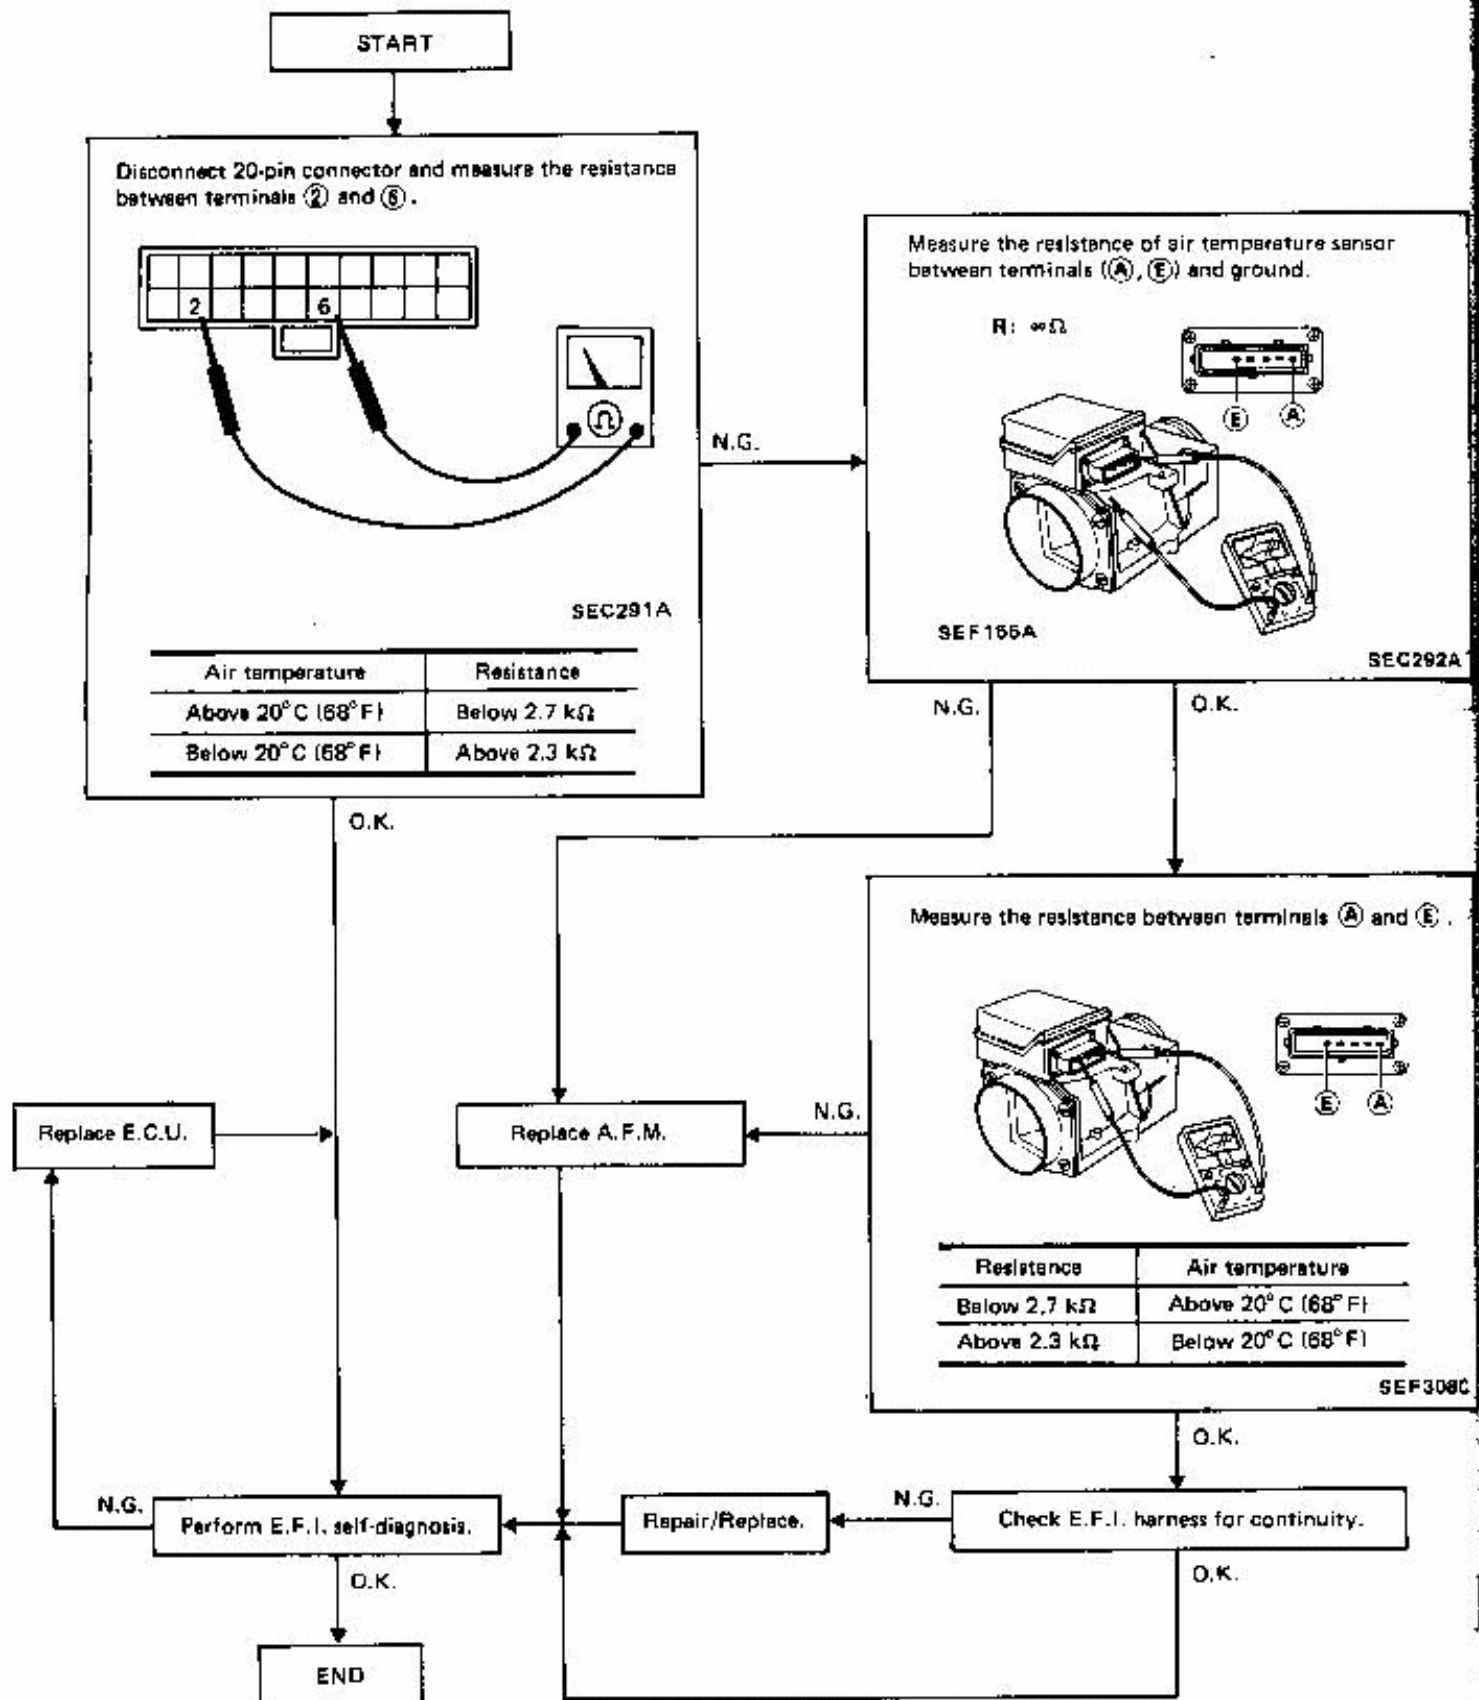 START
Disconnect 20-pin connector and measure the resistance
between terminals ② and ⑥.
2
6
Ω
SEC291A
Air temperature Resistance
Above 20°C (68°F) Below 2.7 kΩ
Below 20°C (68°F) Above 2.3 kΩ
N.G.
O.K.
Measure the resistance of air temperature sensor
between terminals (Ⓐ, Ⓔ) and ground.
R: ∞Ω
Ⓔ Ⓐ
SEF155A
SEC292A
N.G.
O.K.
Measure the resistance between terminals Ⓐ and Ⓔ.
Ⓔ Ⓐ
Resistance Air temperature
Below 2.7 kΩ Above 20°C (68°F)
Above 2.3 kΩ Below 20°C (68°F)
SEF308C
N.G.
O.K.
Replace E.C.U.
Replace A.F.M.
N.G.
Perform E.F.I. self-diagnosis.
Repair/Replace.
N.G.
Check E.F.I. harness for continuity.
O.K.
O.K.
END